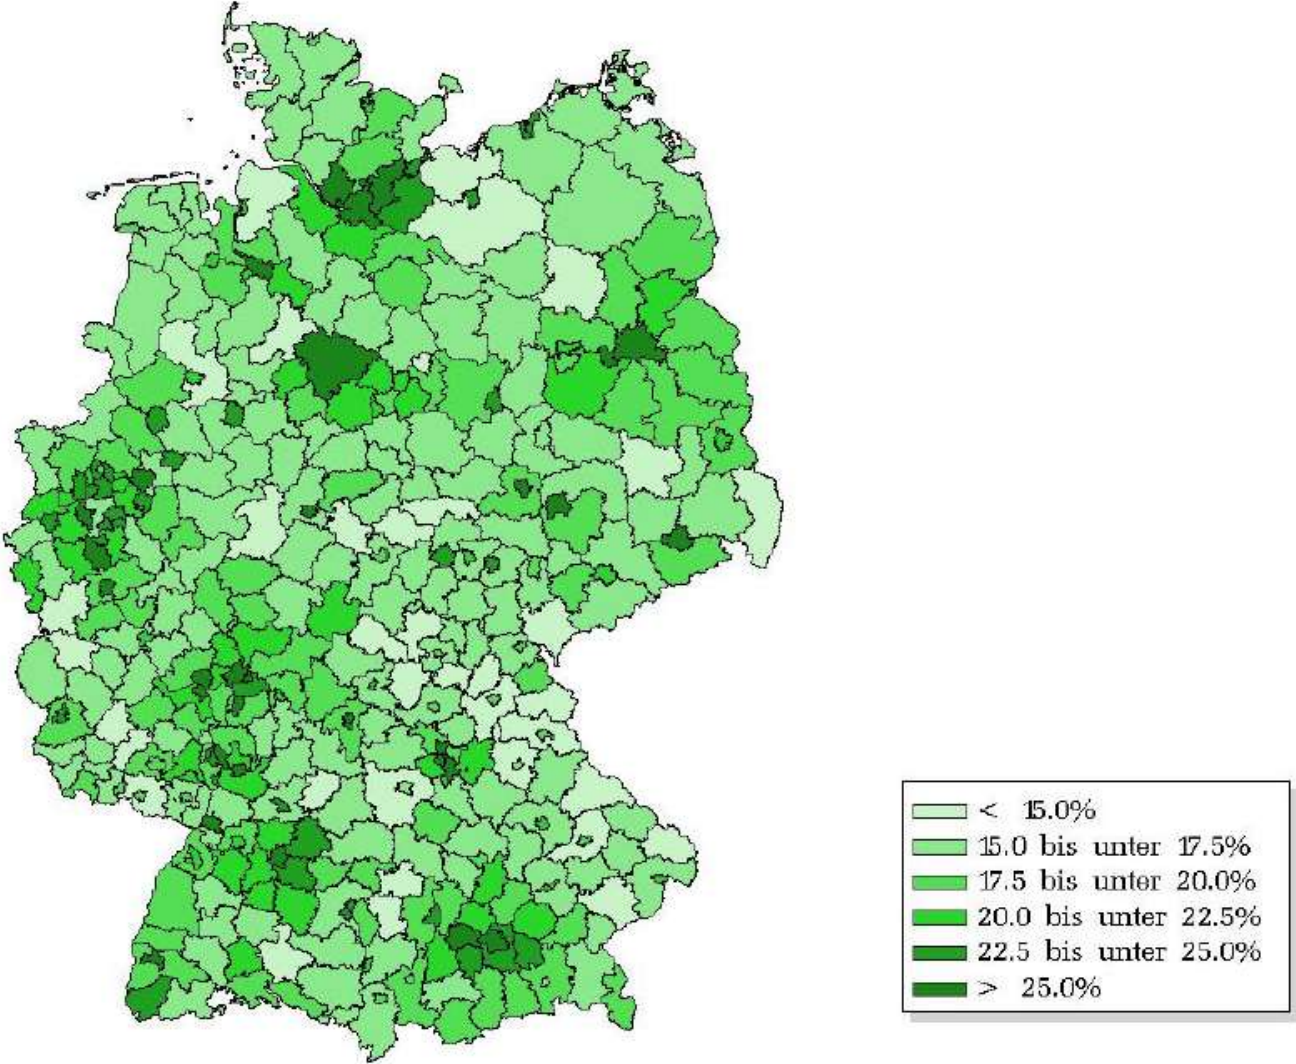 < 15.0%
15.0 bis unter 17.5%
17.5 bis unter 20.0%
20.0 bis unter 22.5%
22.5 bis unter 25.0%
> 25.0%